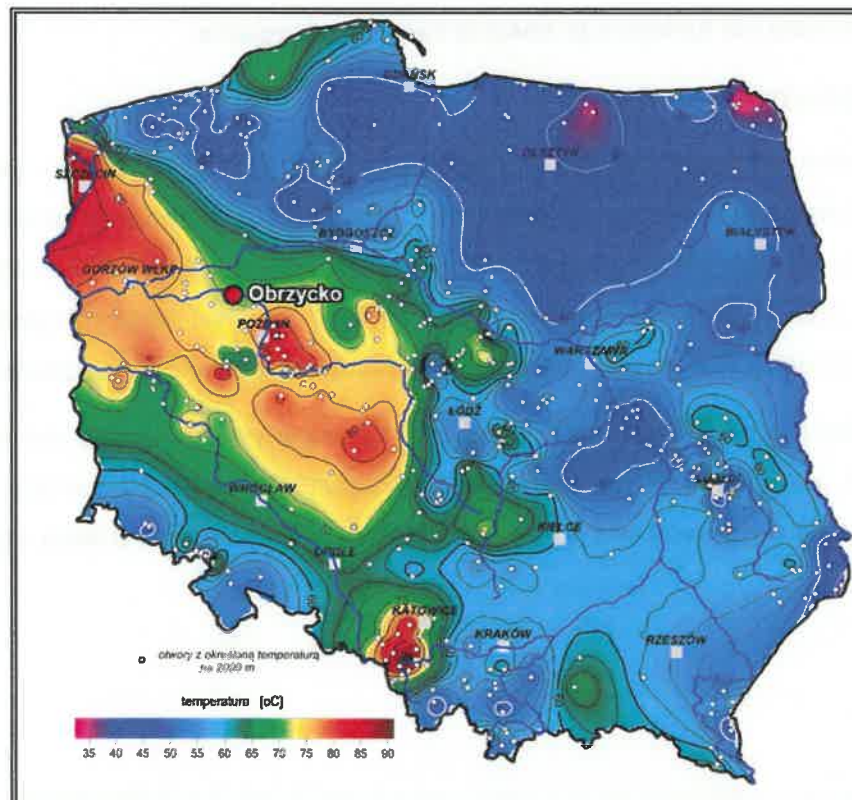 GDAŃSK
OLSZTYN
SZCZECIN
BYDGOSZCZ
BIAŁYSTOK
GORZÓW WLKP.
Obrzycko
POZNAŃ
WARSZAWA
ŁÓDŹ
WROCŁAW
KIELCE
OPOLE
KATOWICE
KRAKÓW
RZESZÓW
otwory z określoną temperaturą
na 2000 m
temperatura [oC]
35 40 45 50 55 60 65 70 75 80 85 90